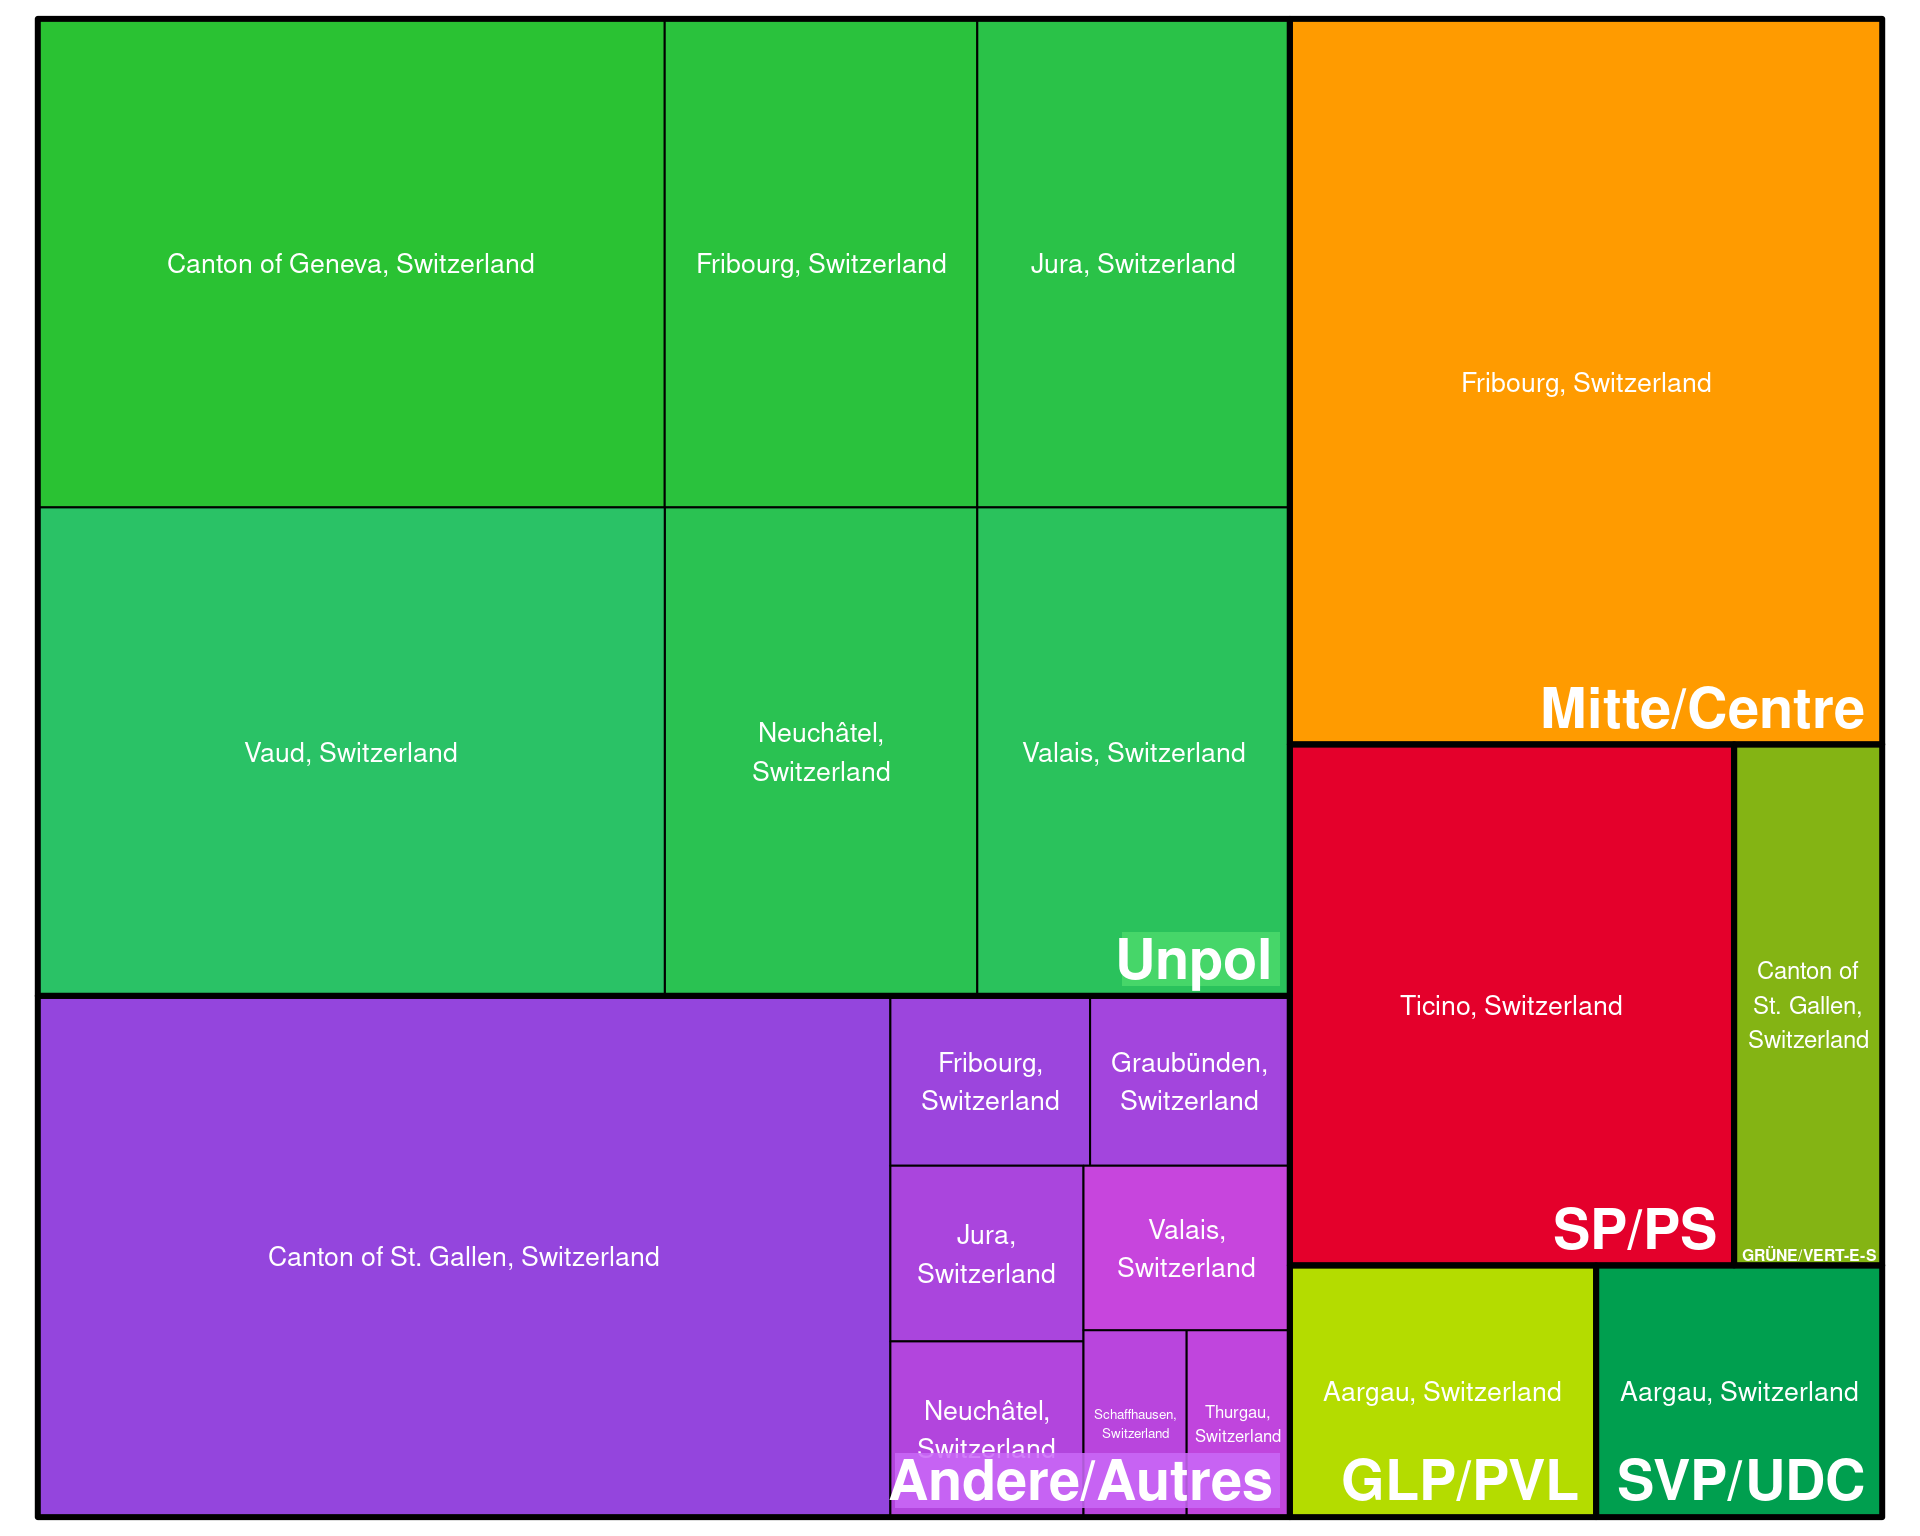 Canton of Geneva, Switzerland
Fribourg, Switzerland
Jura, Switzerland
Vaud, Switzerland
Neuchâtel,
Switzerland
Valais, Switzerland
Unpol
Canton of St. Gallen, Switzerland
Fribourg,
Switzerland
Graubünden,
Switzerland
Jura,
Switzerland
Valais,
Switzerland
Neuchâtel,
Switzerland
Schaffhausen,
Switzerland
Thurgau,
Switzerland
Andere/Autres
Fribourg, Switzerland
Mitte/Centre
Ticino, Switzerland
SP/PS
Canton of
St. Gallen,
Switzerland
GRÜNE/VERT-E-S
Aargau, Switzerland
GLP/PVL
Aargau, Switzerland
SVP/UDC